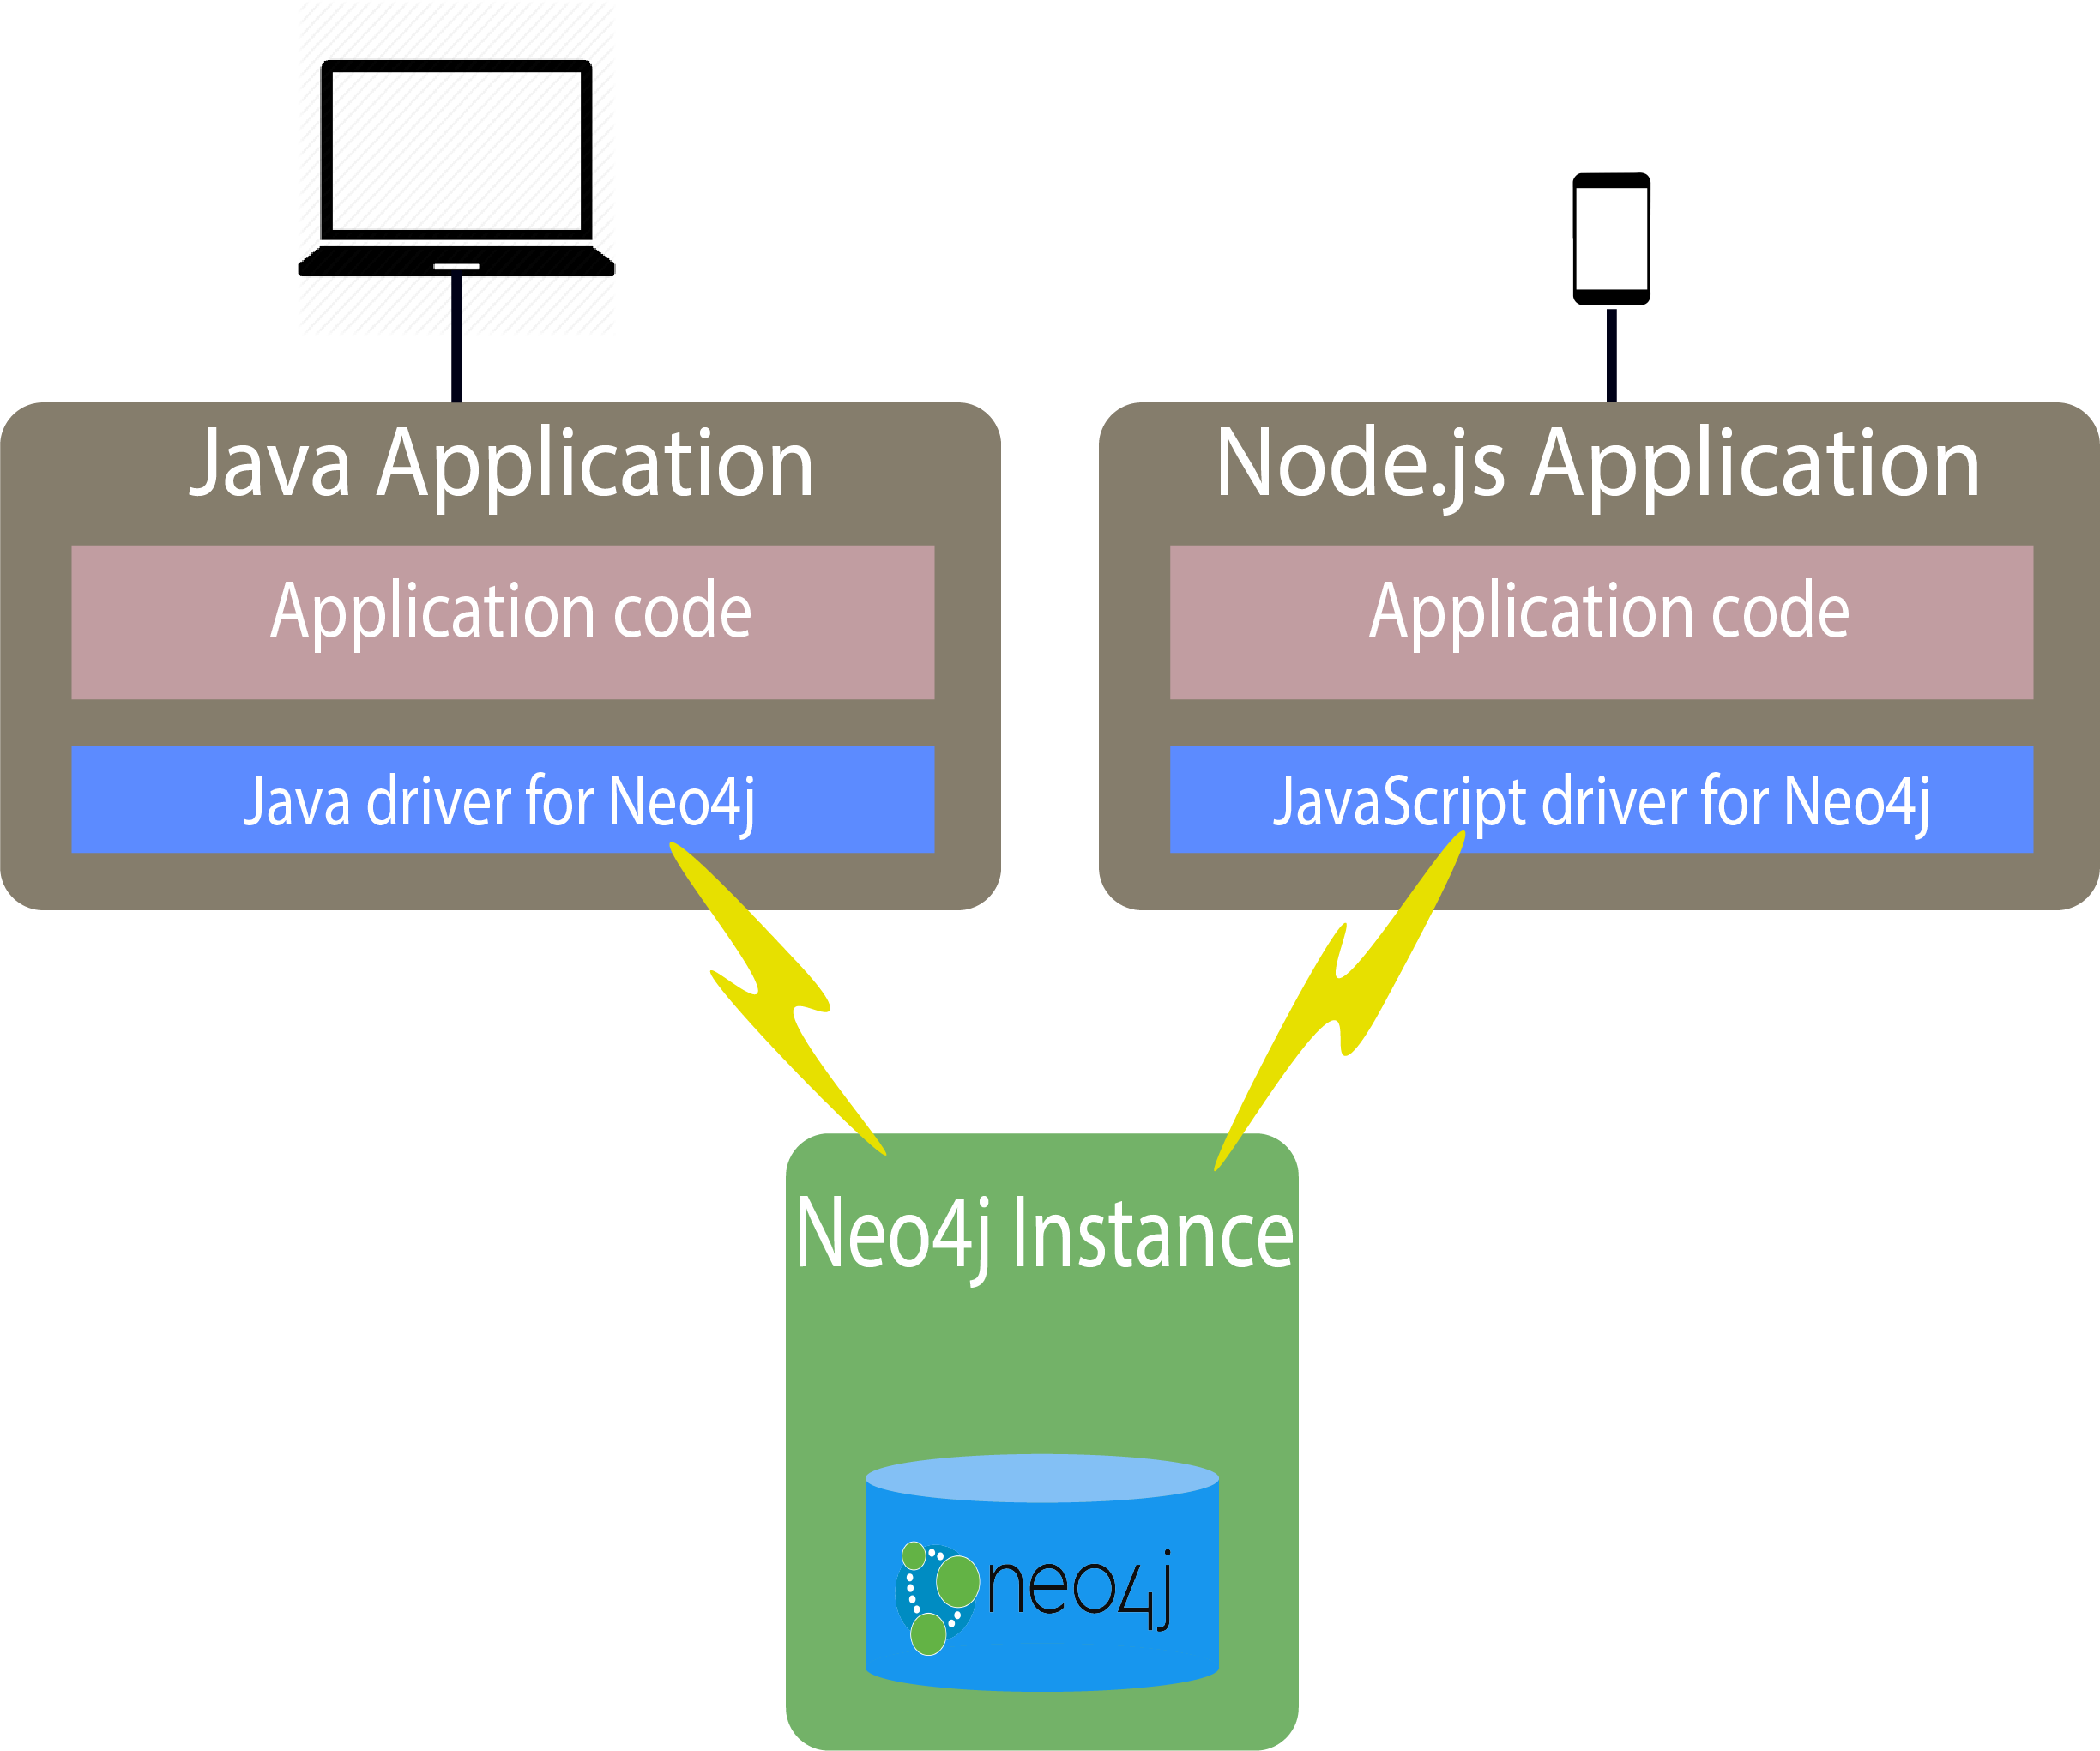 Java Application
Application code
Java driver for Neo4j
Node.js Application
Application code
JavaScript driver for Neo4j
Neo4j Instance
neo4j